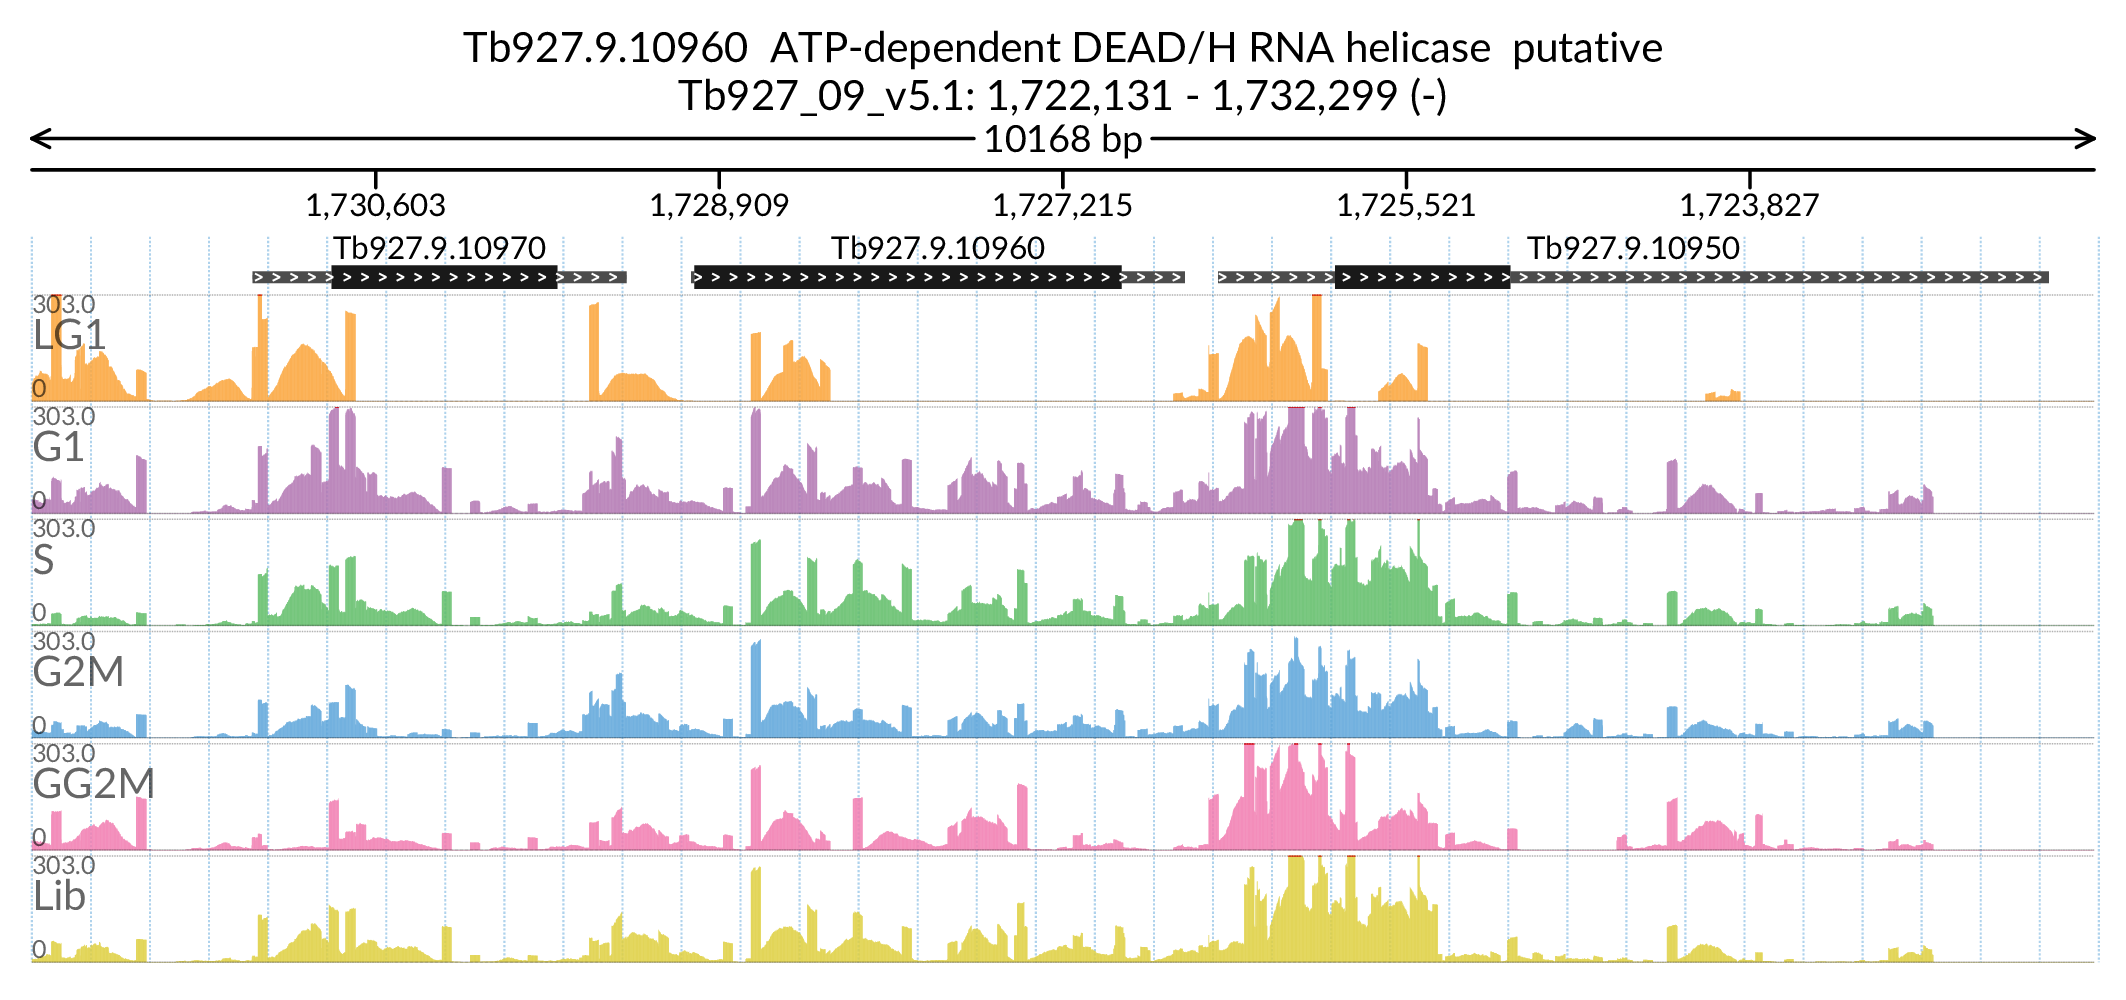 Tb927.9.10960  ATP-dependent DEAD/H RNA helicase  putative
Tb927_09_v5.1: 1,722,131 - 1,732,299 (-)
10168 bp
1,730,603 1,728,909 1,727,215 1,725,521 1,723,827
Tb927.9.10970 Tb927.9.10960 Tb927.9.10950
303.0
LG1
0
303.0
G1
0
303.0
S
0
303.0
G2M
0
303.0
GG2M
0
303.0
Lib
0